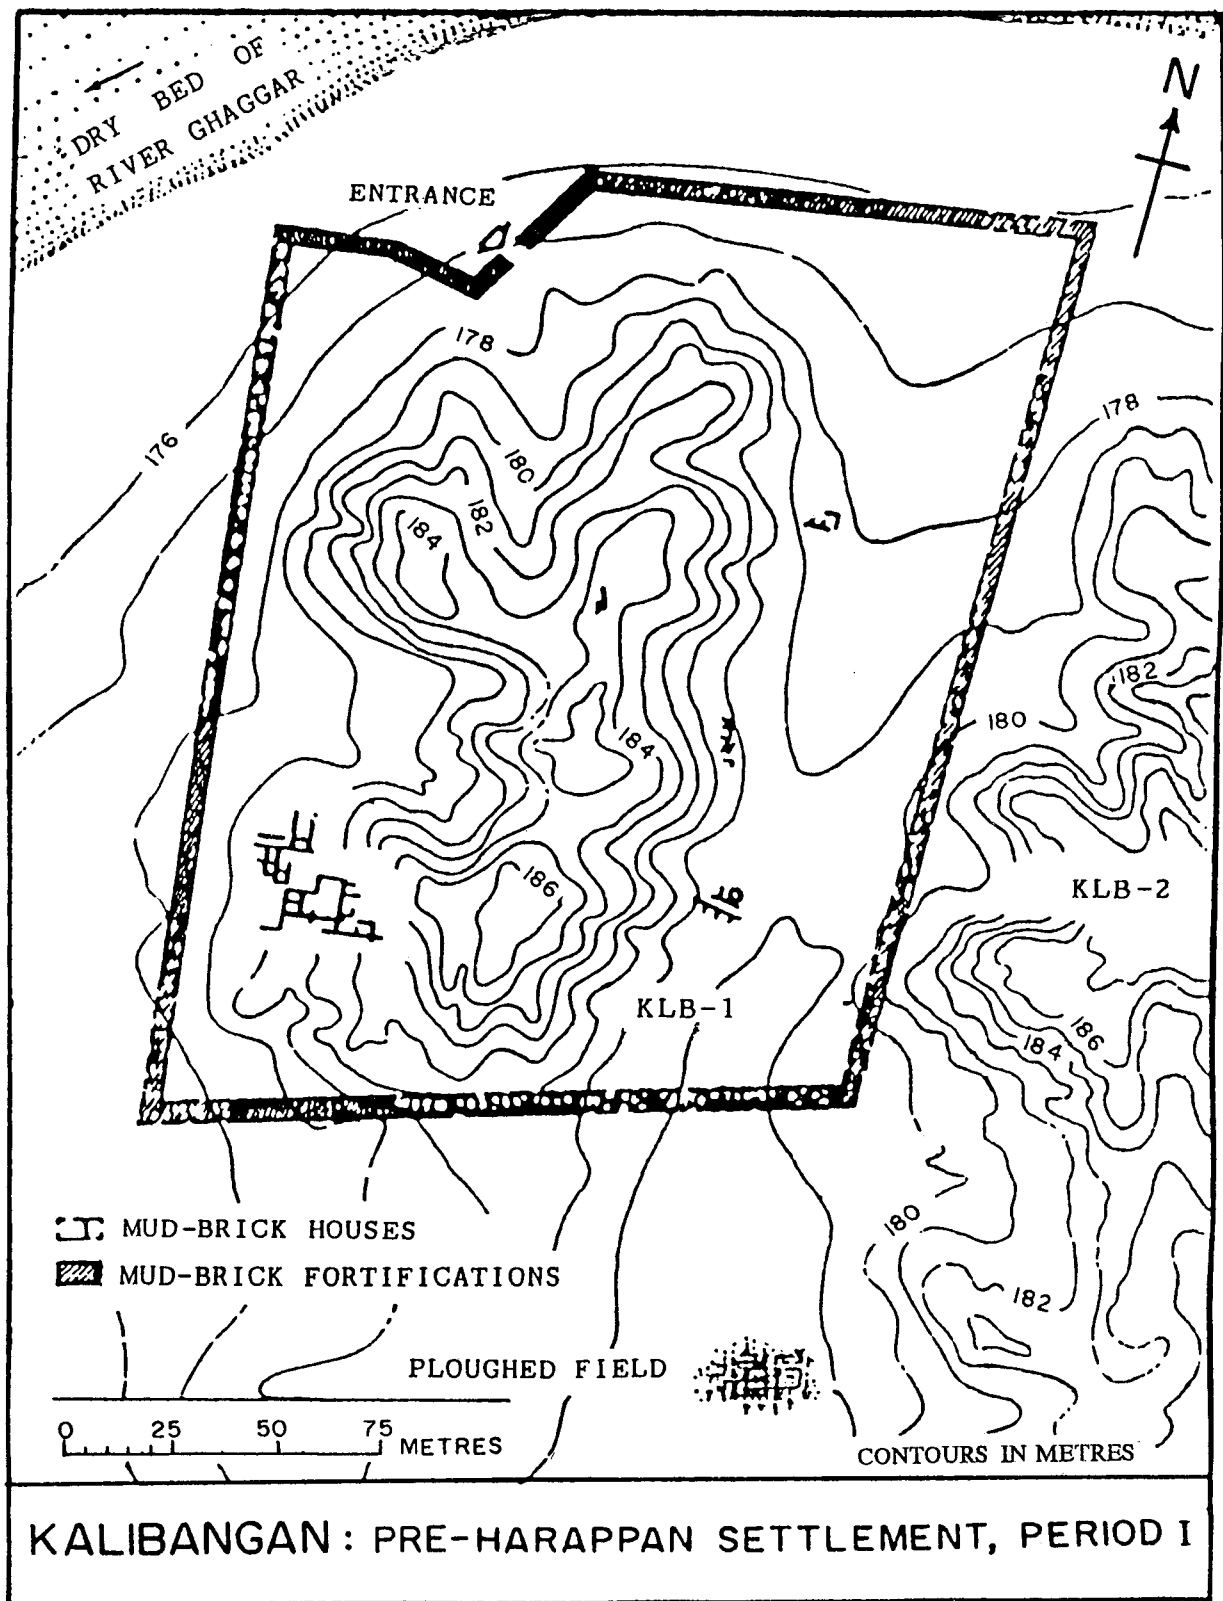 DRY BED OF
RIVER GHAGGAR
N
ENTRANCE
178
176
178
180
182
184
182
180
184
186
KLB-2
KLB-1
186
184
180
182
MUD-BRICK HOUSES
MUD-BRICK FORTIFICATIONS
PLOUGHED FIELD
0 25 50 75 METRES
CONTOURS IN METRES
KALIBANGAN: PRE-HARAPPAN SETTLEMENT, PERIOD I